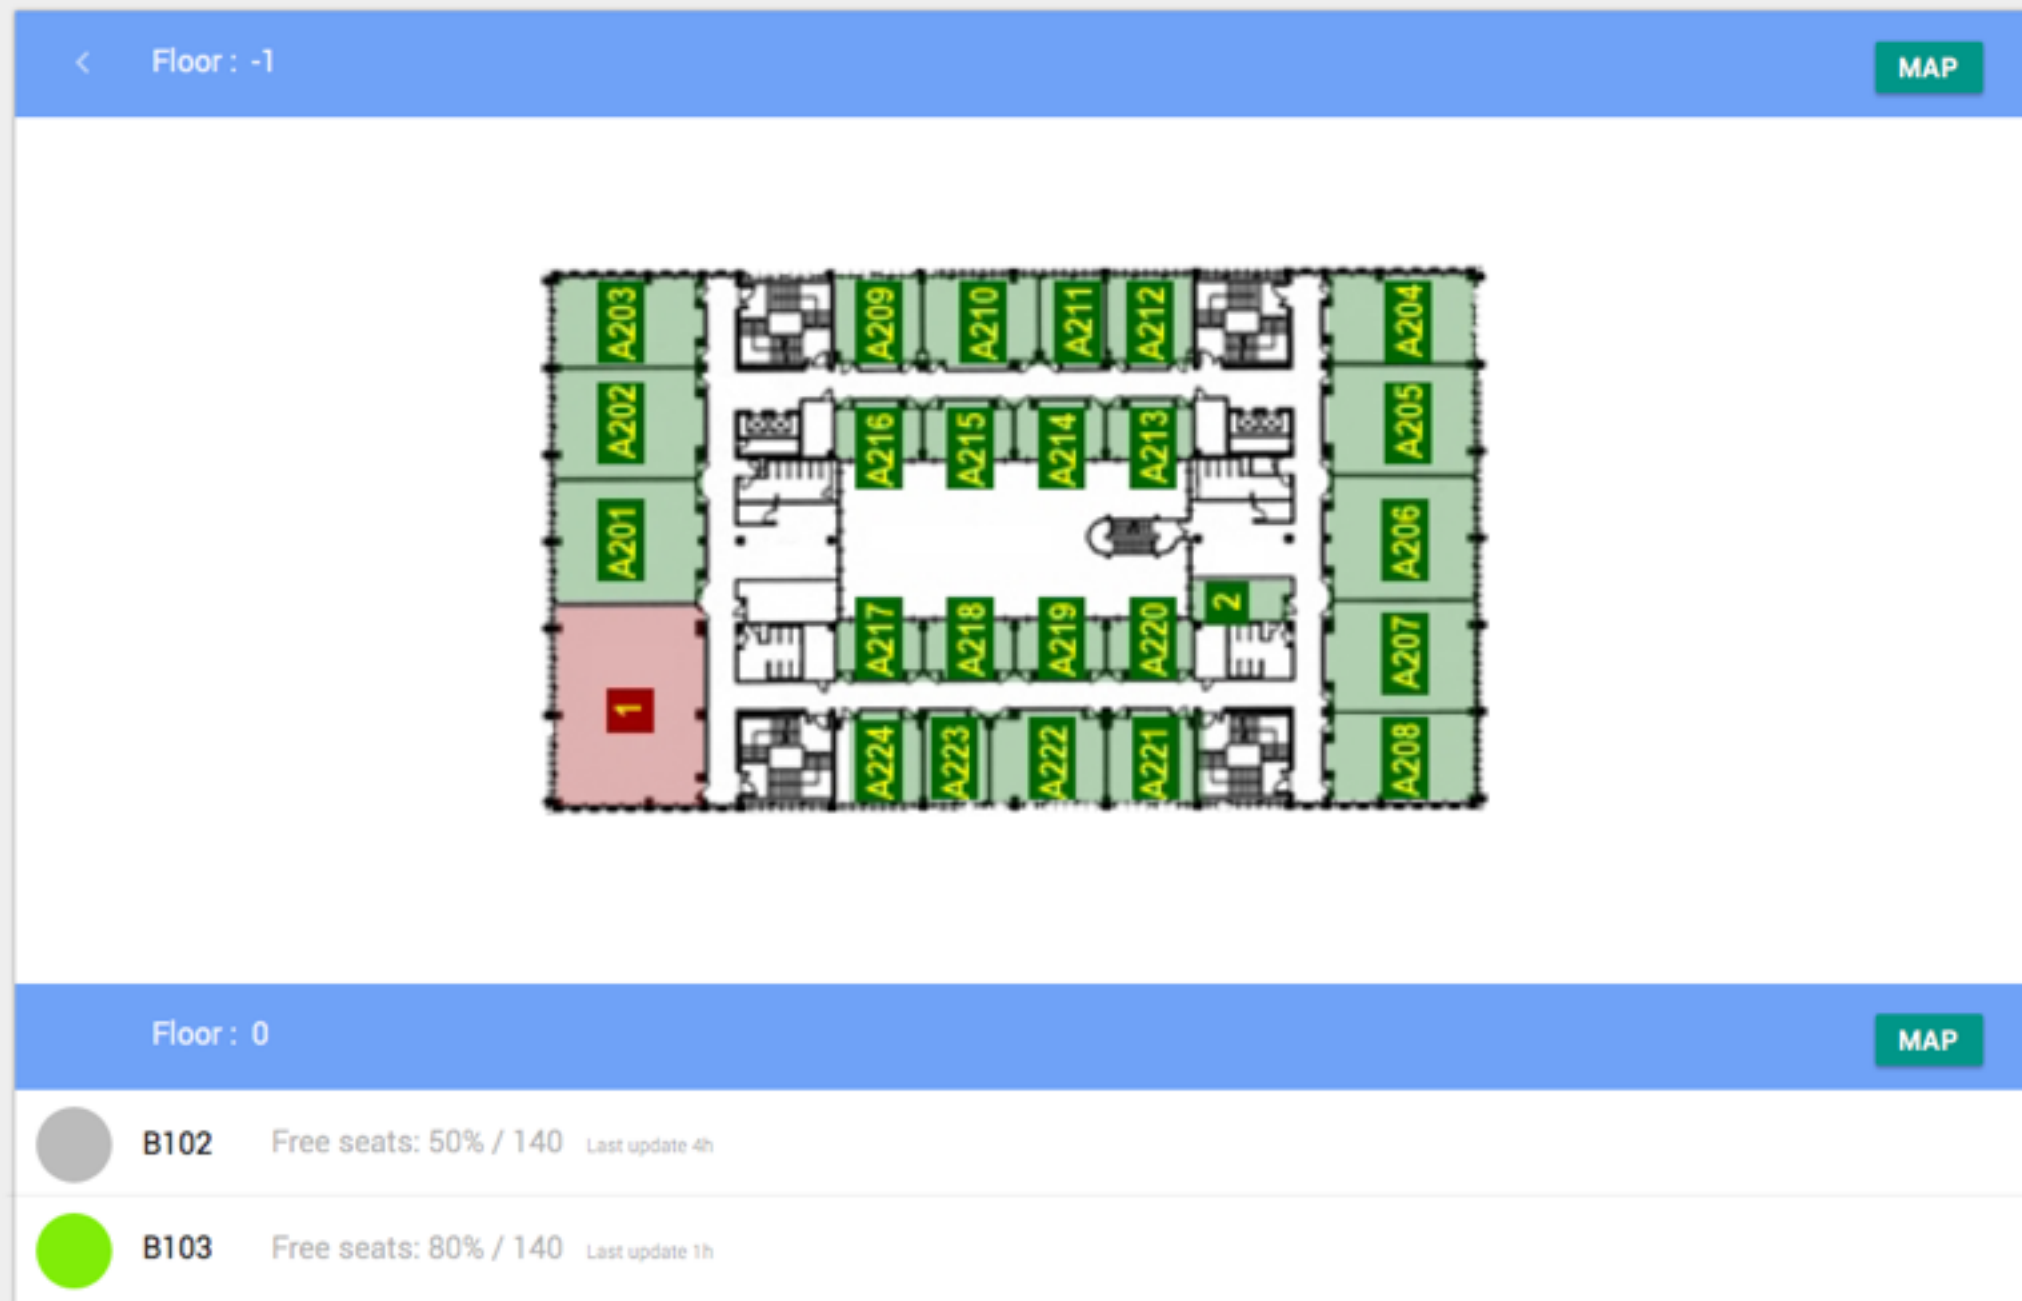 Floor : -1
MAP
A203
A209
A210
A211
A212
A204
A202
A216
A215
A214
A213
A205
A201
A206
2
A217
A218
A219
A220
A207
1
A224
A223
A222
A221
A208
Floor : 0
MAP
B102 Free seats: 50% / 140 Last update 4h
B103 Free seats: 80% / 140 Last update 1h